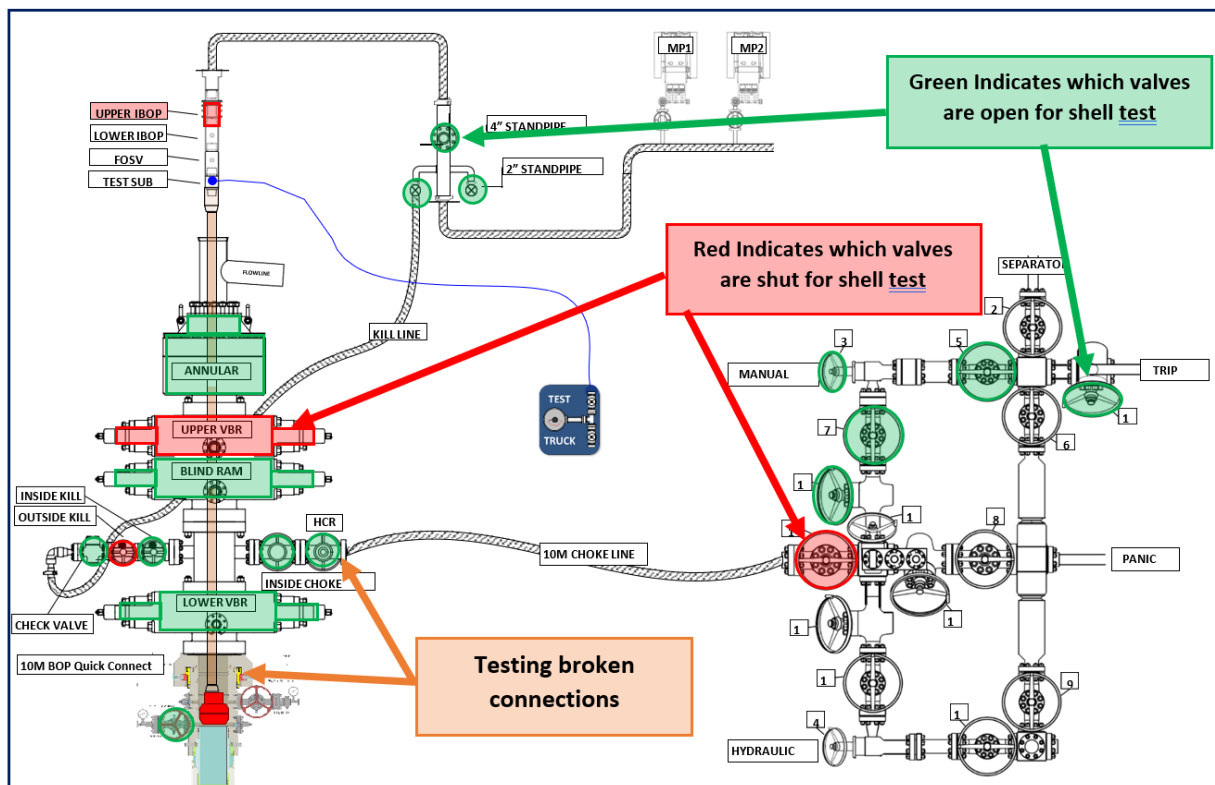 MP1
MP2
Green Indicates which valves
are open for shell test
UPPER IBOP
LOWER IBOP
FOSV
TEST SUB
4" STANDPIPE
2" STANDPIPE
Red Indicates which valves
are shut for shell test
FLOWLINE
SEPARATO
2
KILL LINE
3
5
MANUAL
TRIP
ANNULAR
1
TEST
TRUCK
UPPER VBR
7
6
BLIND RAM
1
INSIDE KILL
OUTSIDE KILL
HCR
1
8
10M CHOKE LINE
PANIC
INSIDE CHOKE
LOWER VBR
CHECK VALVE
1
1
10M BOP Quick Connect
Testing broken
connections
1
9
4
1
HYDRAULIC